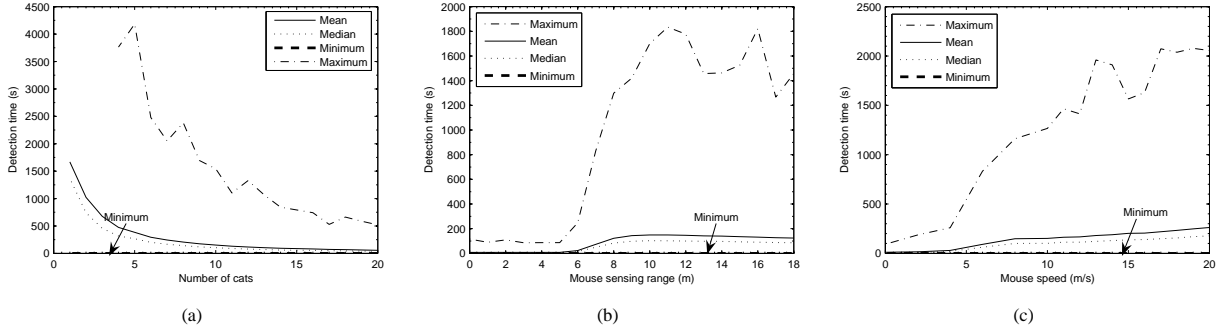 4500
4000
3500
3000
2500
2000
1500
1000
500
0
Detection time (s)
Mean
Median
Minimum
Maximum
Minimum
0 5 10 15 20
Number of cats
(a)
2000
1800
1600
1400
1200
1000
800
600
400
200
0
Detection time (s)
Maximum
Mean
Median
Minimum
Minimum
0 2 4 6 8 10 12 14 16 18
Mouse sensing range (m)
(b)
2500
2000
1500
1000
500
0
Detection time (s)
Maximum
Mean
Median
Minimum
Minimum
0 5 10 15 20
Mouse speed (m/s)
(c)